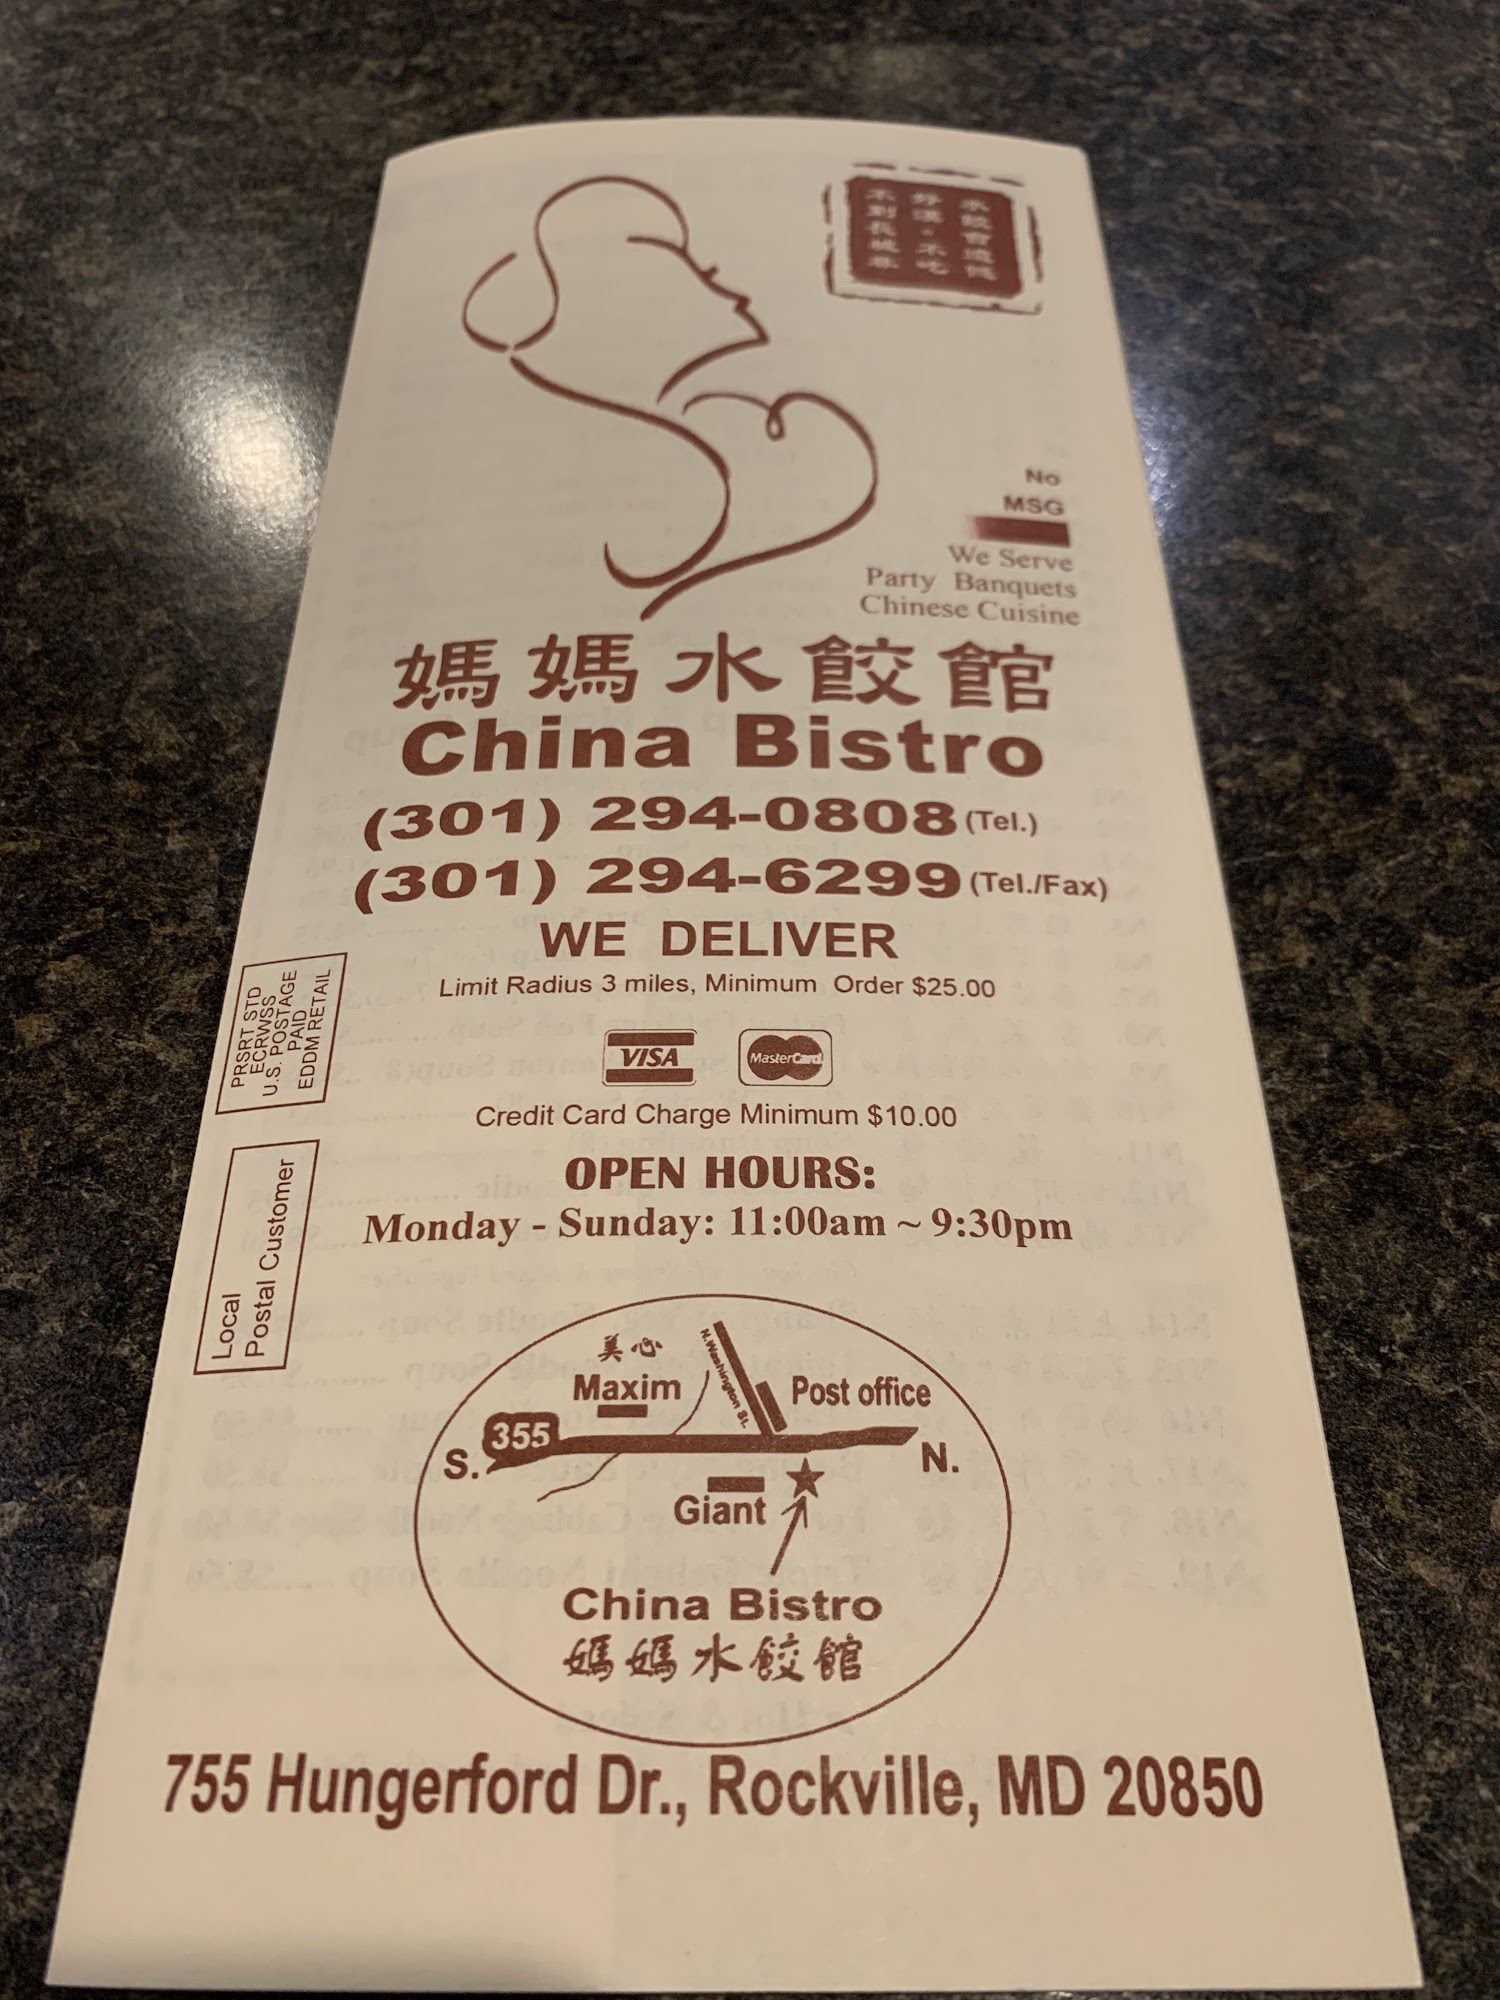 No
MSG
We Serve
Party Banquets
Chinese Cuisine
媽媽水餃館
China Bistro
(301) 294-0808 (Tel.)
(301) 294-6299 (Tel./Fax)
WE DELIVER
Limit Radius 3 miles, Minimum Order $25.00
PRSRT STD
ECRWSS
U.S. POSTAGE
PAID
EDDM RETAIL
VISA
MasterCard
Credit Card Charge Minimum $10.00
OPEN HOURS:
Monday - Sunday: 11:00am ~ 9:30pm
Local
Postal Customer
美心
Maxim
N.Washington St.
Post office
355
S.
N.
Giant
China Bistro
媽媽水餃館
755 Hungerford Dr., Rockville, MD 20850